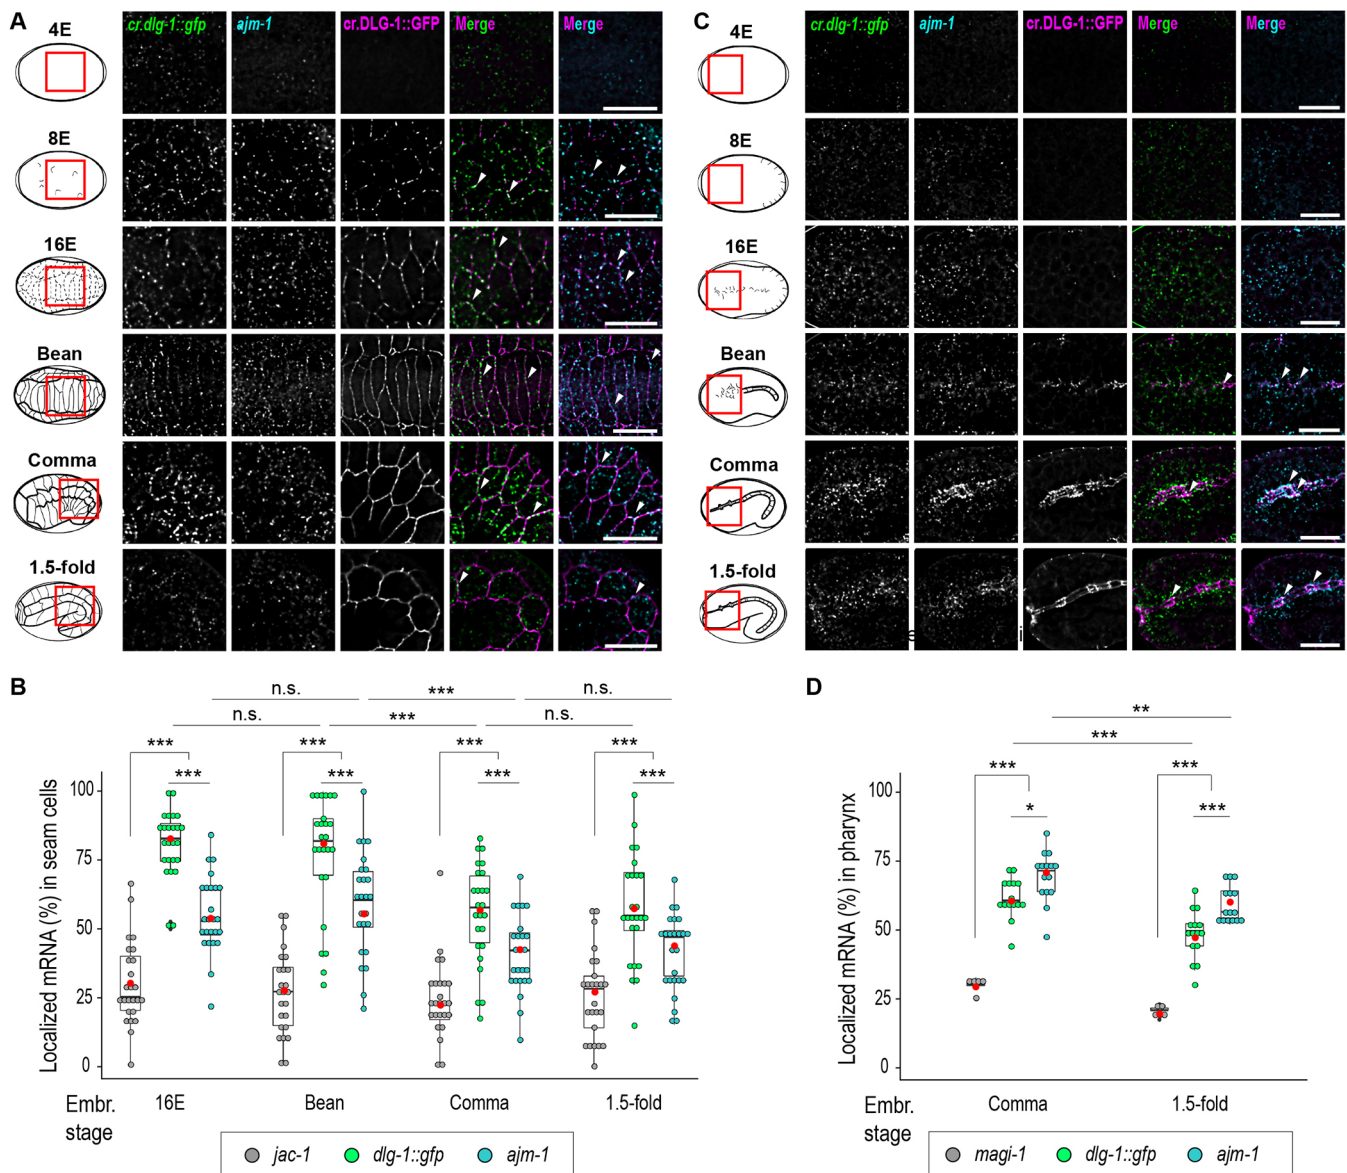 A
cr.dlg-1::gfp ajm-1 cr.DLG-1::GFP Merge Merge
4E
8E
16E
Bean
Comma
1.5-fold
C
cr.dlg-1::gfp ajm-1 cr.DLG-1::GFP Merge Merge
4E
8E
16E
Bean
Comma
1.5-fold
B
n.s. *** n.s.
n.s. *** n.s.
*** *** *** ***
*** *** *** ***
Localized mRNA (%) in seam cells
100
75
50
25
0
Embr. stage
16E Bean Comma 1.5-fold
jac-1 dlg-1::gfp ajm-1
D
**
***
*** ***
* ***
Localized mRNA (%) in pharynx
100
75
50
25
0
Embr. stage
Comma 1.5-fold
magi-1 dlg-1::gfp ajm-1